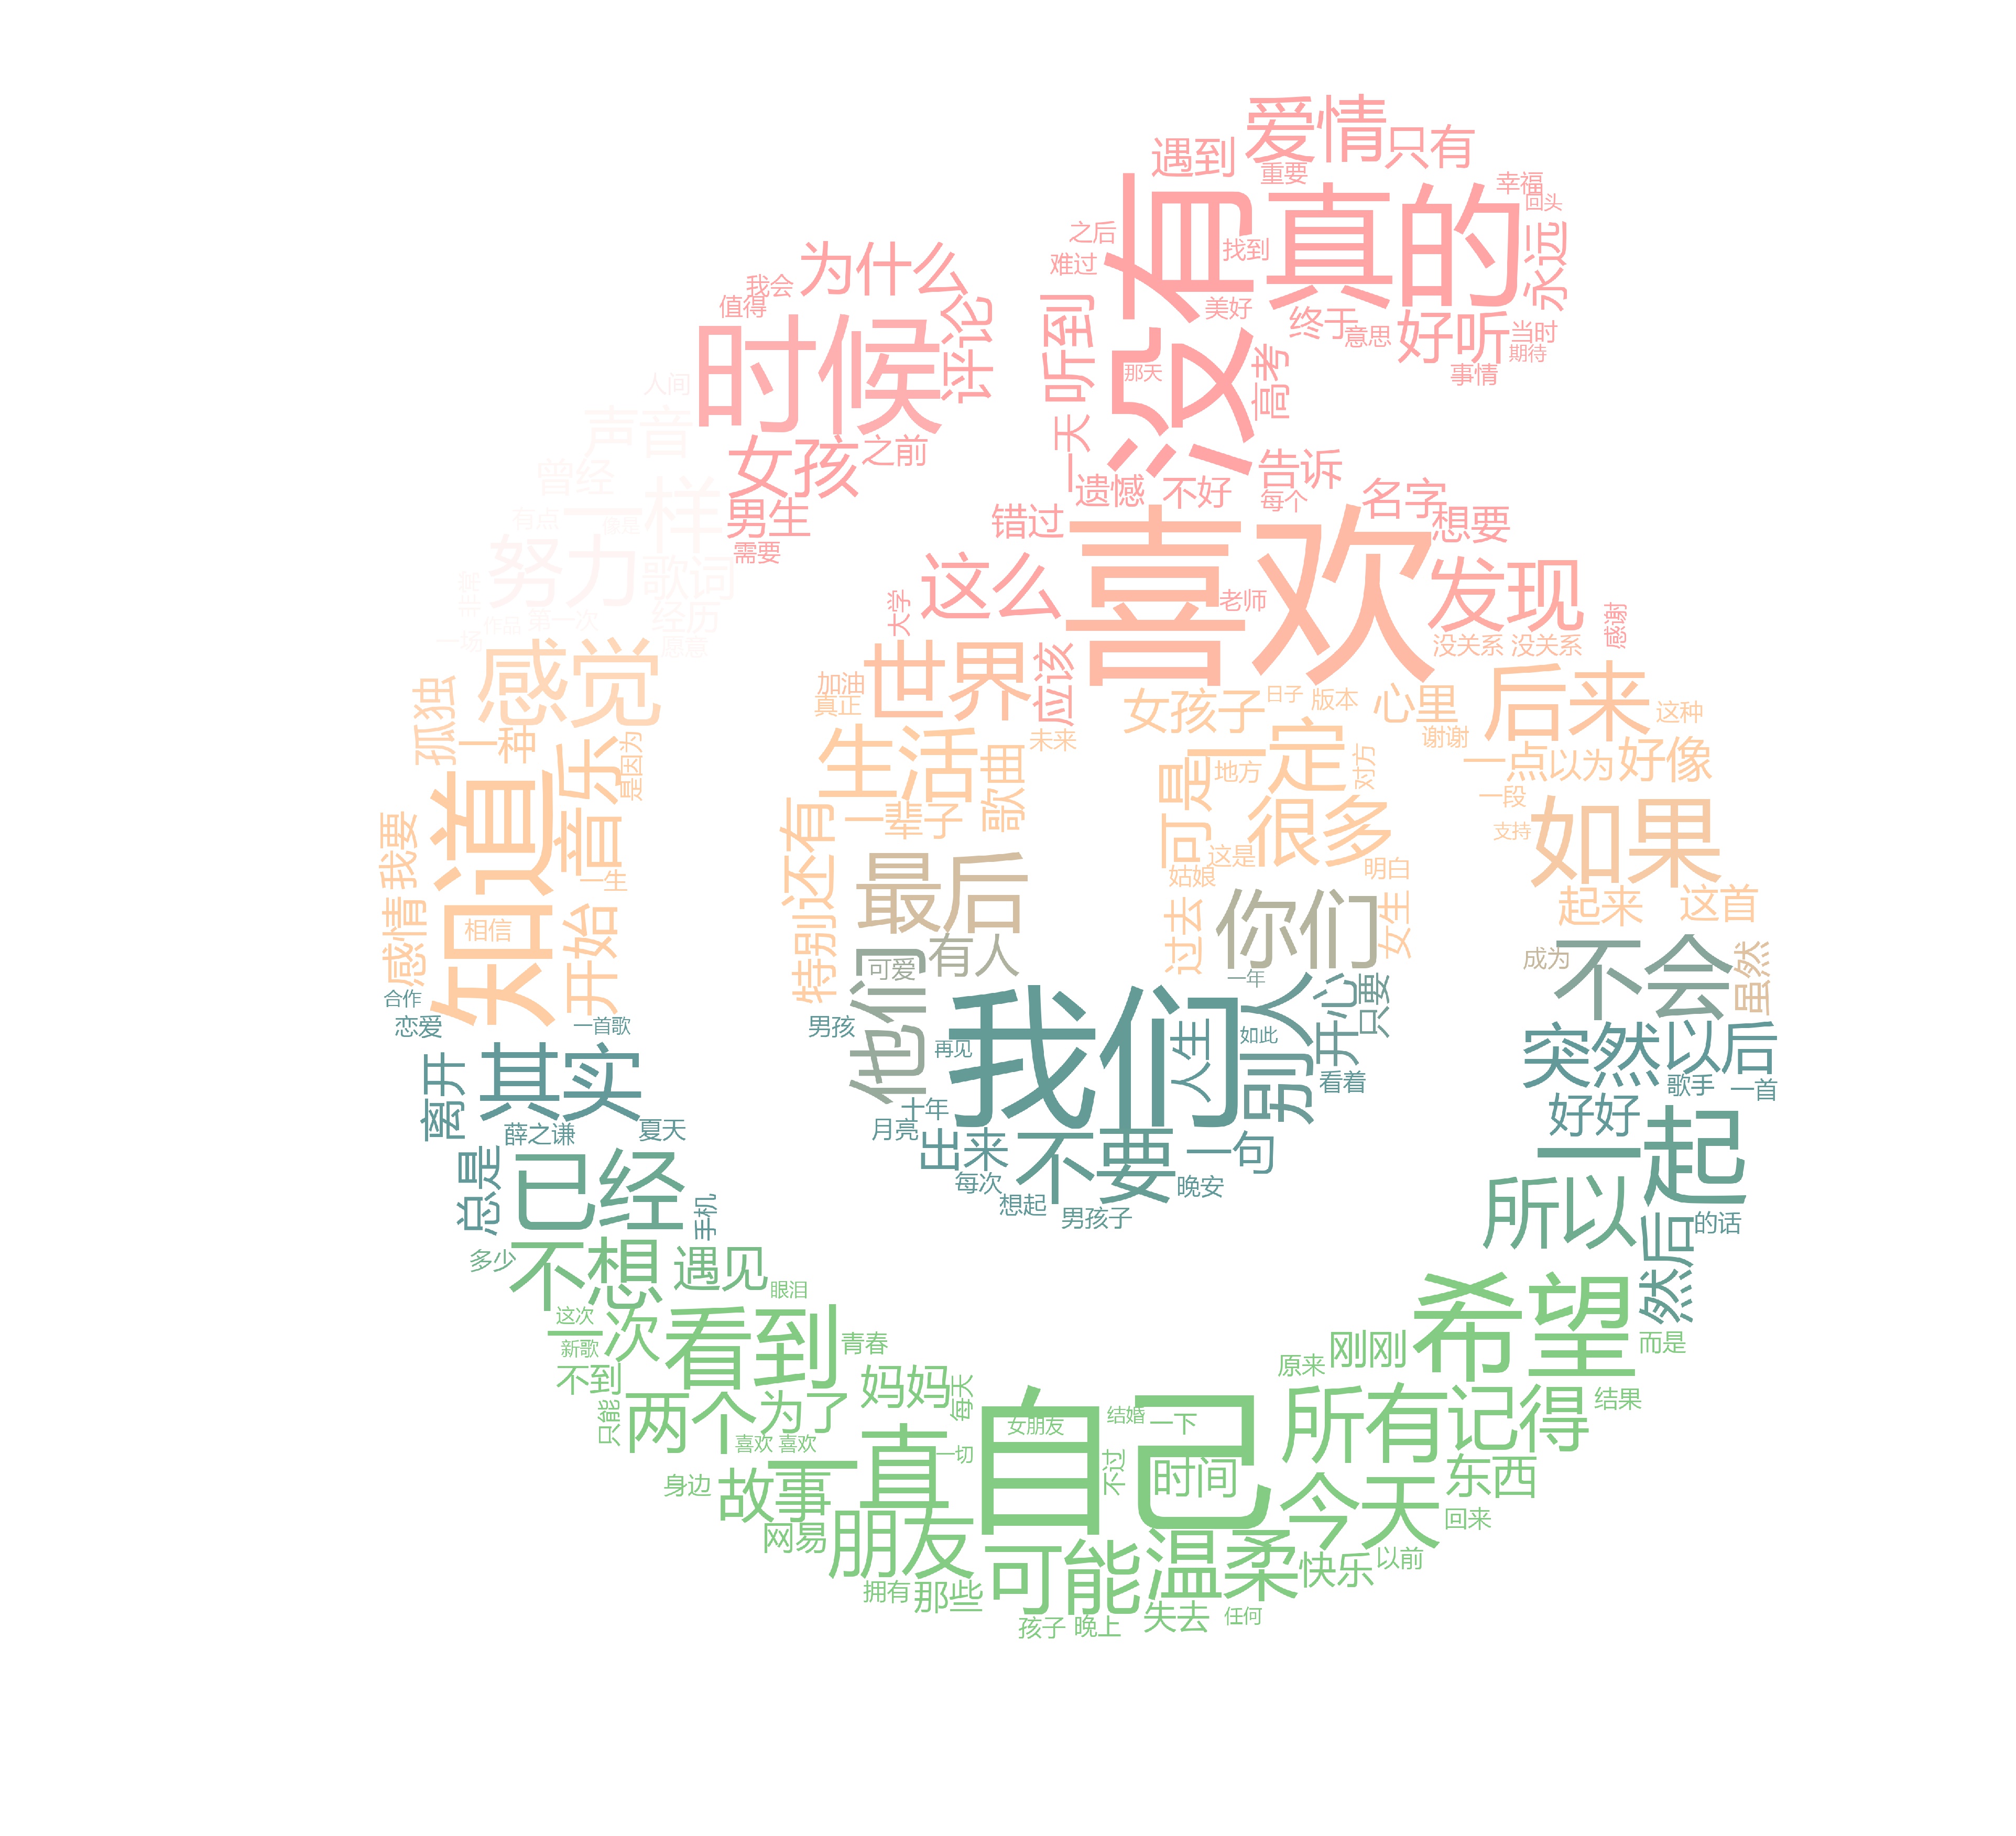 爱情
只有
遇到
重要
幸福
回头
没有
真的
永远
之后
找到
难过
为什么
我会
值得
评论
听到
美好
终于
意思
好听
当时
期待
事情
时候
那天
高考
人间
声音
女孩
之前
一天
遗憾
不好
告诉
每个
名字
想要
曾经
一样
有点
像是
男生
需要
错过
喜欢
努力
歌词
这么
老师
发现
大学
作品
第一次
经历
一场
愿意
没关系 没关系
感谢
感觉
世界
应该
加油
真正
女孩子
日子
版本
心里
谢谢
后来
这种
孤独
一种
音乐
是因为
生活
未来
歌曲
可是
一定
地方
对方
一点
以为
好像
知道
我要
一辈子
还有
很多
这是
姑娘
明白
一段
支持
如果
一生
相信
开始
感情
特别
最后
有人
过去
你们
女生
起来
这首
可爱
他们
一年
成为
不会
虽然
合作
恋爱
一首歌
男孩
我们
再见
人生
别人
如此
开心
只要
看着
突然
以后
歌手
一首
离开
其实
薛之谦
夏天
十年
月亮
出来
不要
一句
好好
一起
总是
已经
手机
每次
想起
男孩子
晚安
所以
然后
的话
多少
不想
遇见
眼泪
这次
一次
新歌
不到
看到
青春
希望
刚刚
原来
而是
只能
两个
为了
妈妈
每天
喜欢 喜欢
女朋友
结婚
一下
所有
记得
结果
一直
一切
自己
不过
时间
东西
身边
故事
今天
回来
网易
朋友
可能
温柔
快乐
以前
拥有
那些
孩子
晚上
失去
任何